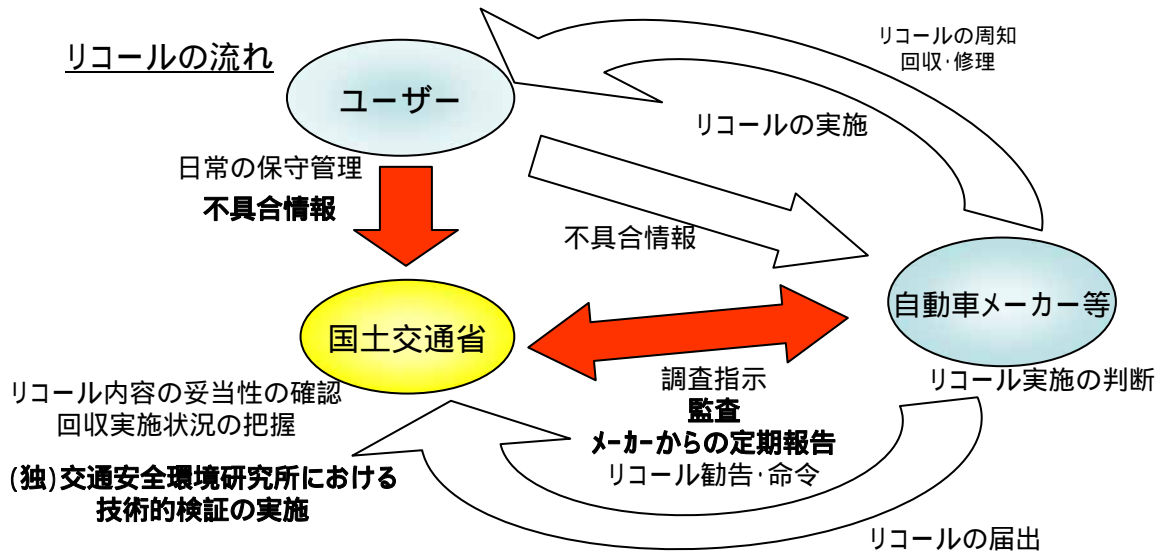 リコールの流れ
リコールの周知
回収･修理
ユーザー
リコールの実施
日常の保守管理
不具合情報
不具合情報
自動車メーカー等
国土交通省
リコール実施の判断
調査指示
監査
メーカーからの定期報告
リコール勧告･命令
リコール内容の妥当性の確認
回収実施状況の把握
(独)交通安全環境研究所における
技術的検証の実施
リコールの届出